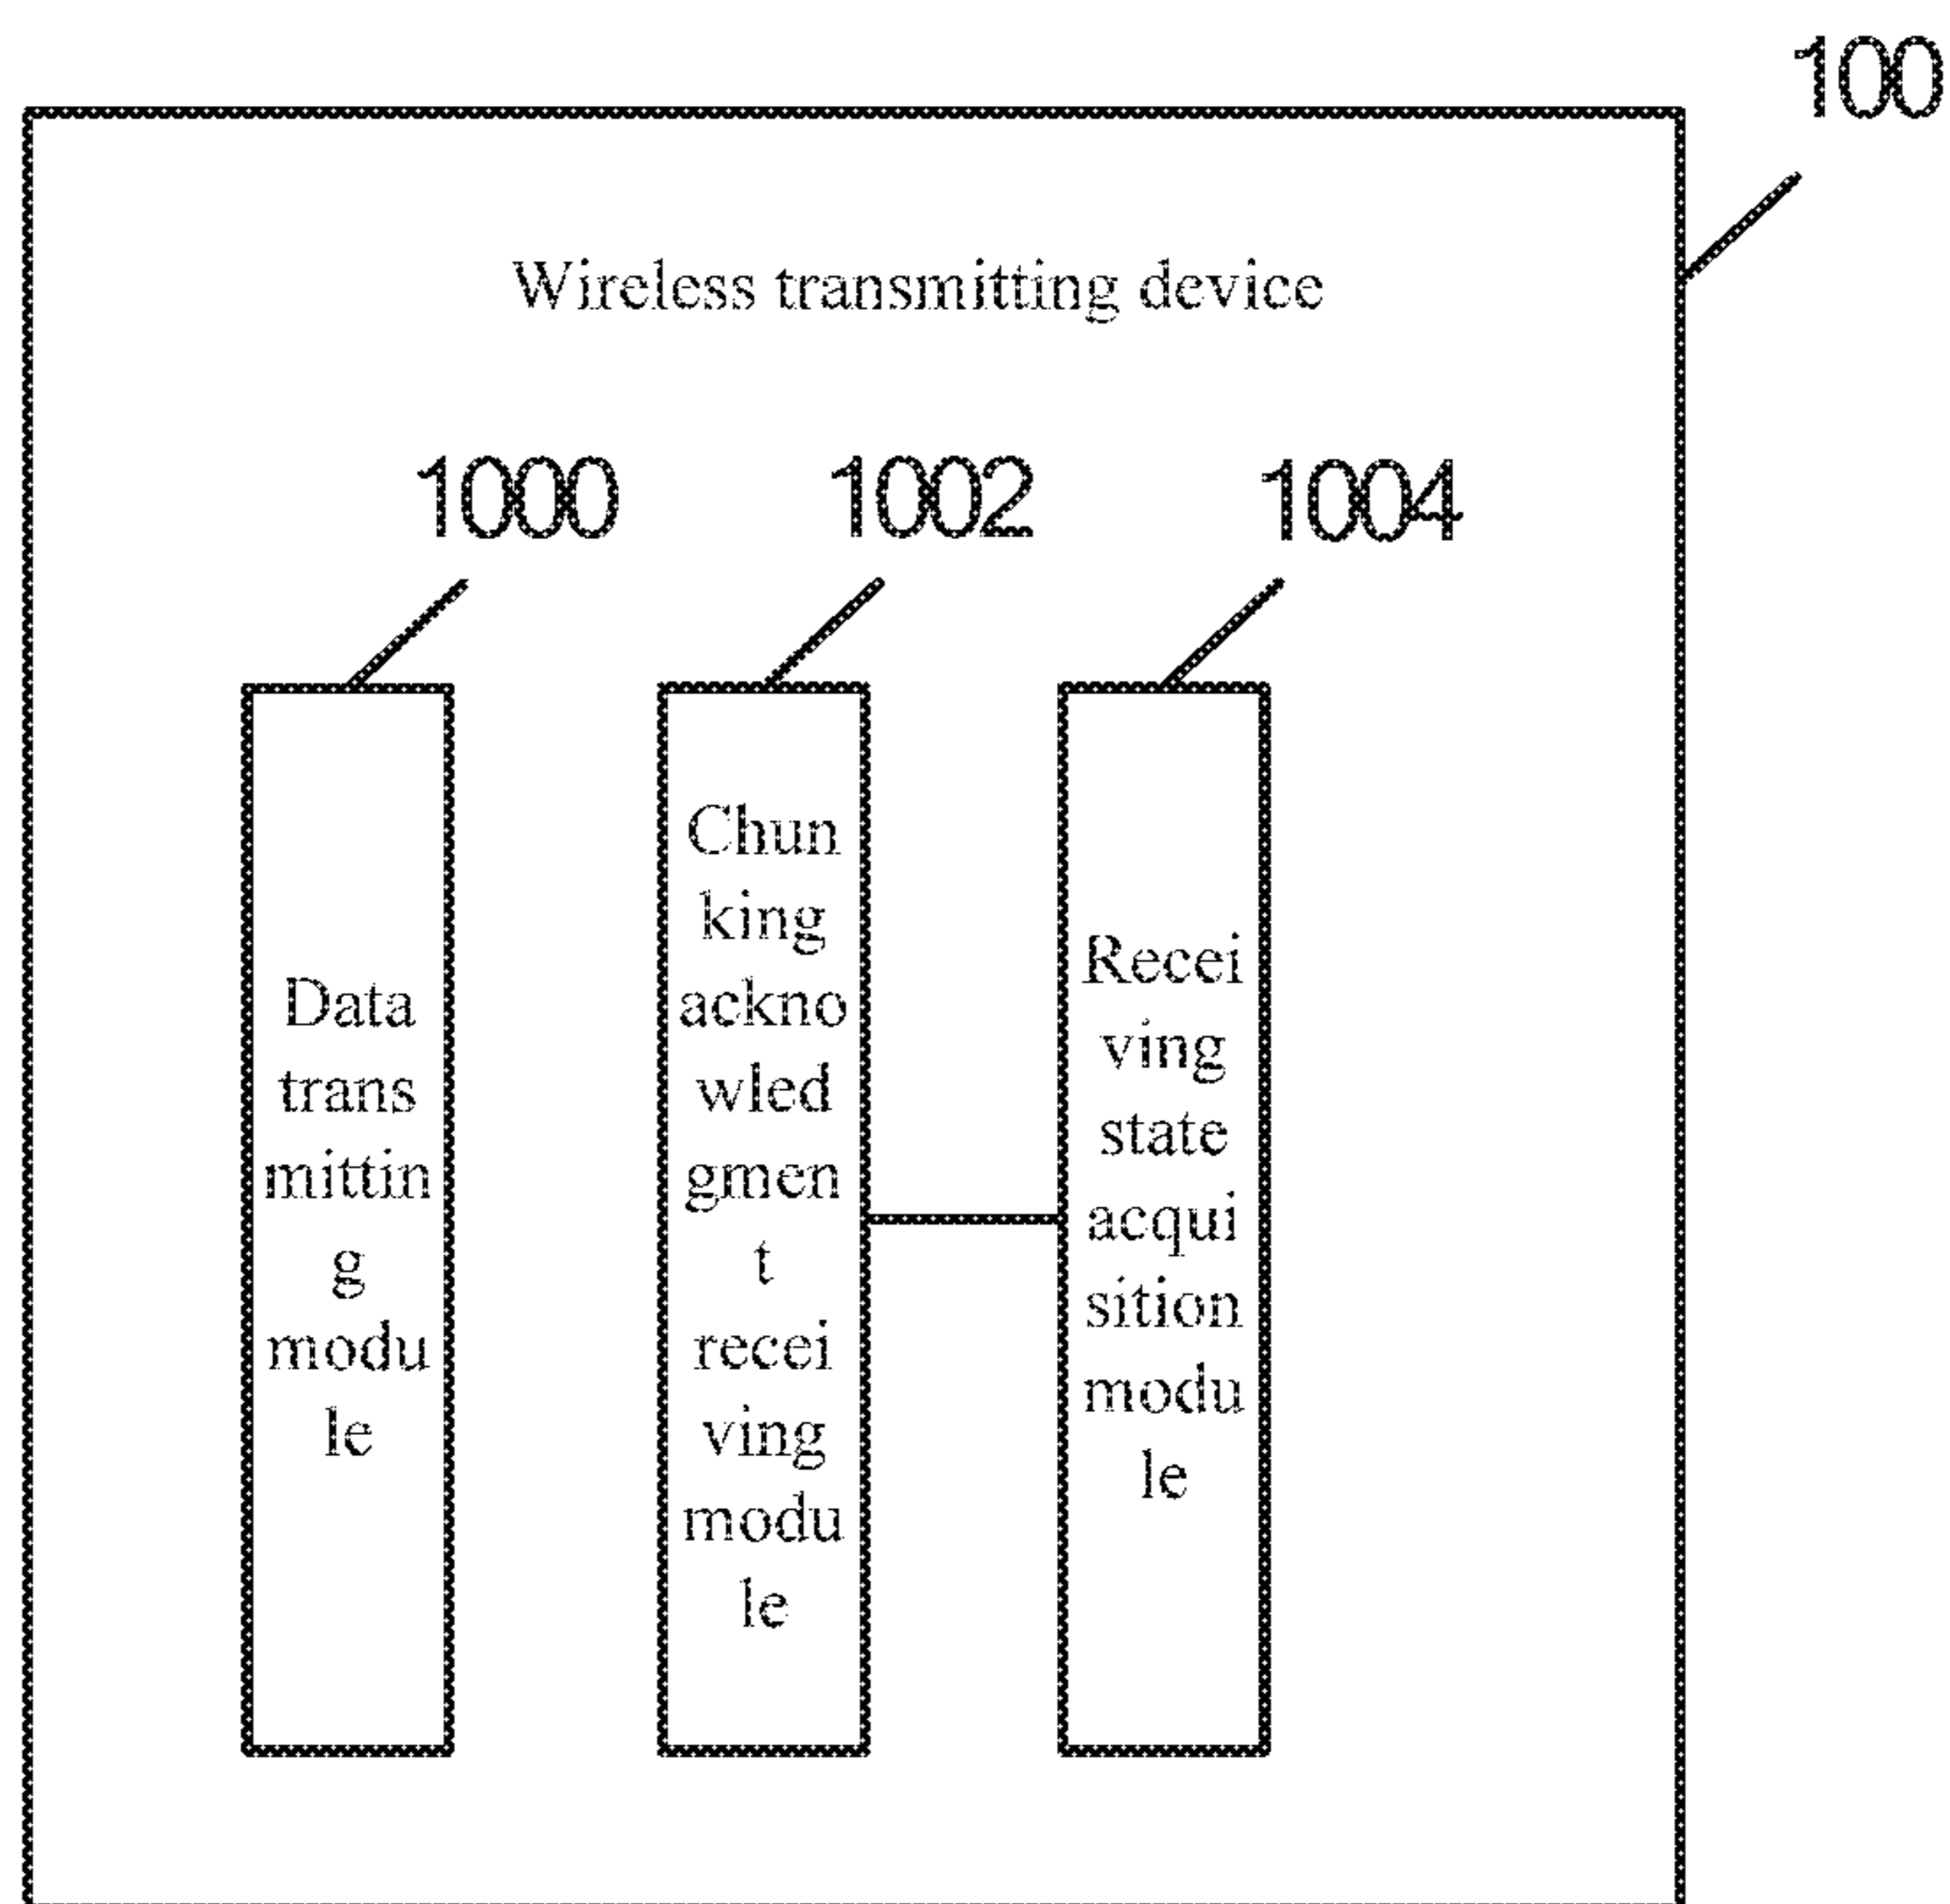 100
Wireless transmitting device
1000
1002
1004
Data
trans
mittin
g
modu
le
Chun
king
ackno
wled
gmen
t
recei
ving
modu
le
Recei
ving
state
acqui
sition
modu
le